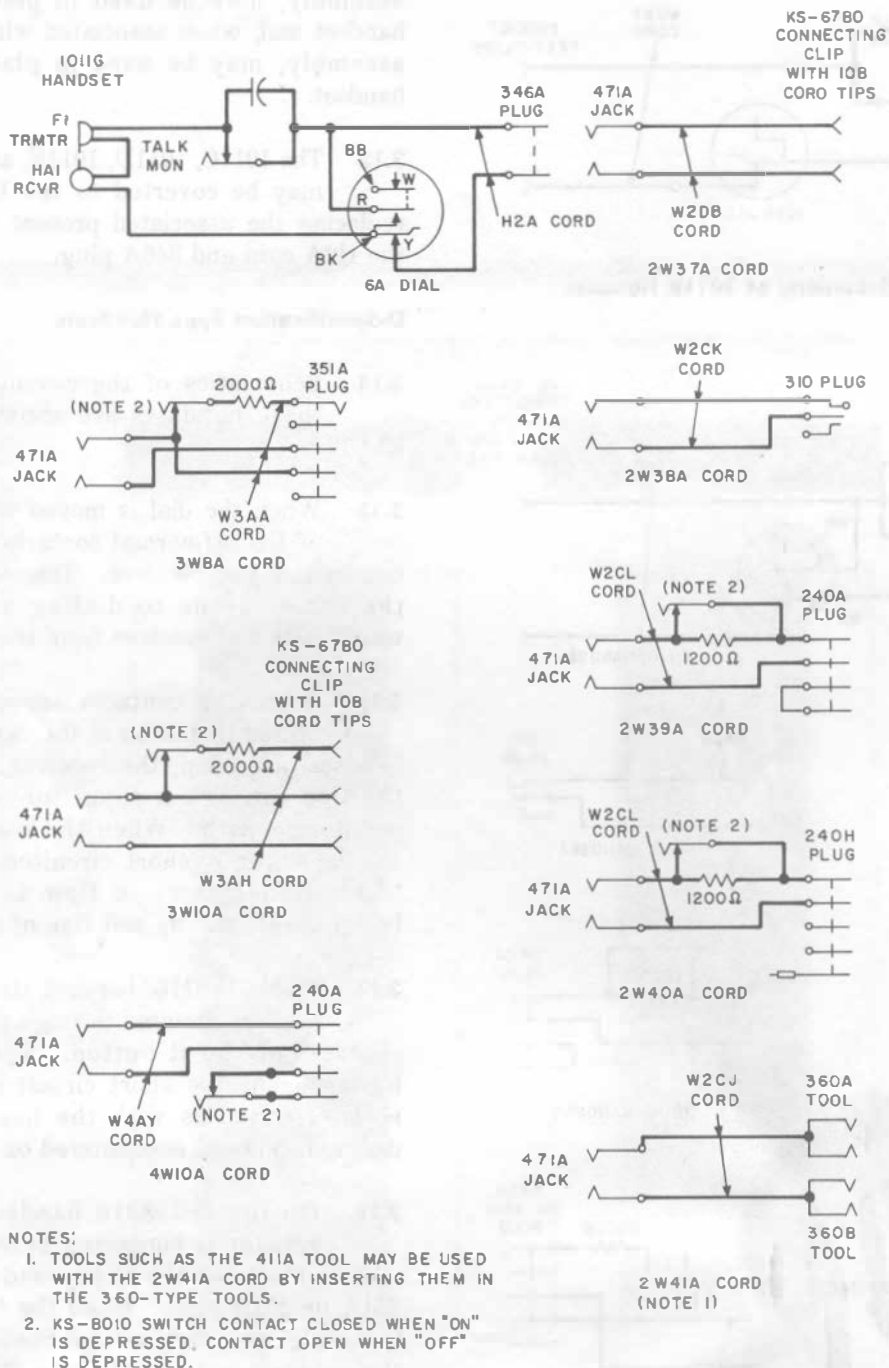 1011G
HANDSET
F1
TRMTR
HA1
RCVR
TALK
MON
BB
W
R
Y
BK
6A DIAL
346A
PLUG
H2A CORD
471A
JACK
KS-6780
CONNECTING
CLIP
WITH 10B
CORD TIPS
W2DB
CORD
2W37A CORD
(NOTE 2)
2000Ω
351A
PLUG
471A
JACK
W3AA
CORD
3W8A CORD
W2CK
CORD
310 PLUG
471A
JACK
2W38A CORD
KS-6780
CONNECTING
CLIP
WITH 10B
CORD TIPS
(NOTE 2)
2000Ω
471A
JACK
W3AH CORD
3W10A CORD
W2CL
CORD
(NOTE 2)
240A
PLUG
471A
JACK
1200Ω
2W39A CORD
W2CL
CORD
(NOTE 2)
240H
PLUG
471A
JACK
1200Ω
2W40A CORD
240A
PLUG
471A
JACK
W4AY
CORD
(NOTE 2)
4W10A CORD
W2CJ
CORD
360A
TOOL
471A
JACK
360B
TOOL
2W41A CORD
(NOTE 1)
NOTES:
1. TOOLS SUCH AS THE 411A TOOL MAY BE USED
WITH THE 2W41A CORD BY INSERTING THEM IN
THE 360-TYPE TOOLS.
2. KS-8010 SWITCH CONTACT CLOSED WHEN "ON"
IS DEPRESSED. CONTACT OPEN WHEN "OFF"
IS DEPRESSED.